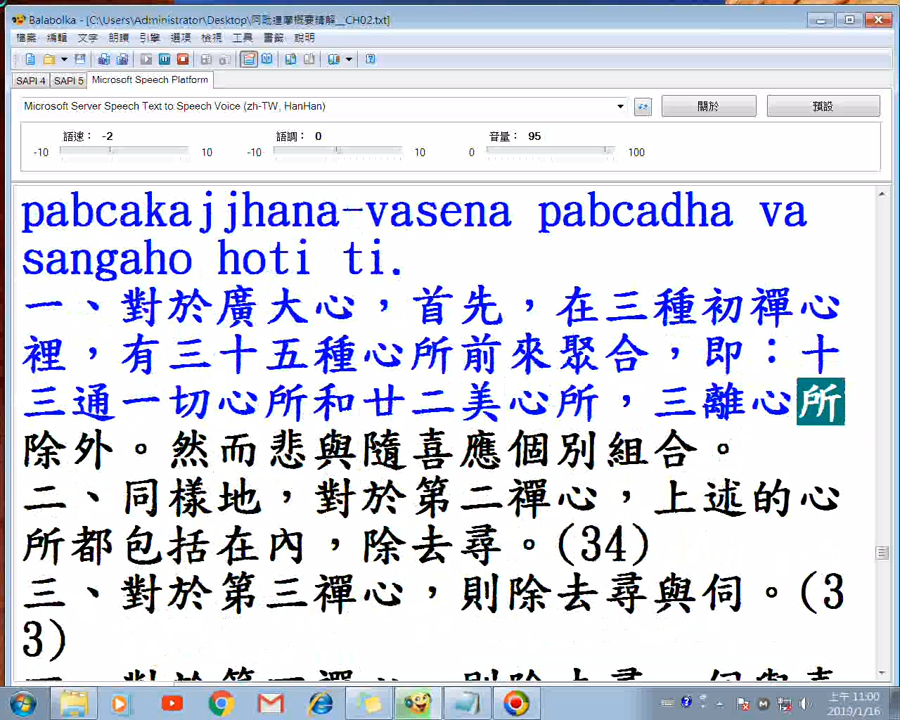 Balabolka - [C:\Users\Administrator\Desktop\阿毗達摩概要精解__CH02.txt]
檔案 編輯 文字 朗讀 引擎 選項 檢視 工具 書籤 說明
SAPI 4 SAPI 5 Microsoft Speech Platform
Microsoft Server Speech Text to Speech Voice (zh-TW, HanHan) 關於 預設
語速： -2 語調： 0 音量： 95
-10 10 -10 10 0 100
pabcakajjhana-vasena pabcadha va
sangaho hoti ti.
一、對於廣大心，首先，在三種初禪心
裡，有三十五種心所前來聚合，即：十
三通一切心所和廿二美心所，三離心所
除外。然而悲與隨喜應個別組合。
二、同樣地，對於第二禪心，上述的心
所都包括在內，除去尋。(34)
三、對於第三禪心，則除去尋與伺。(3
3)
上午 11:00
2019/1/16